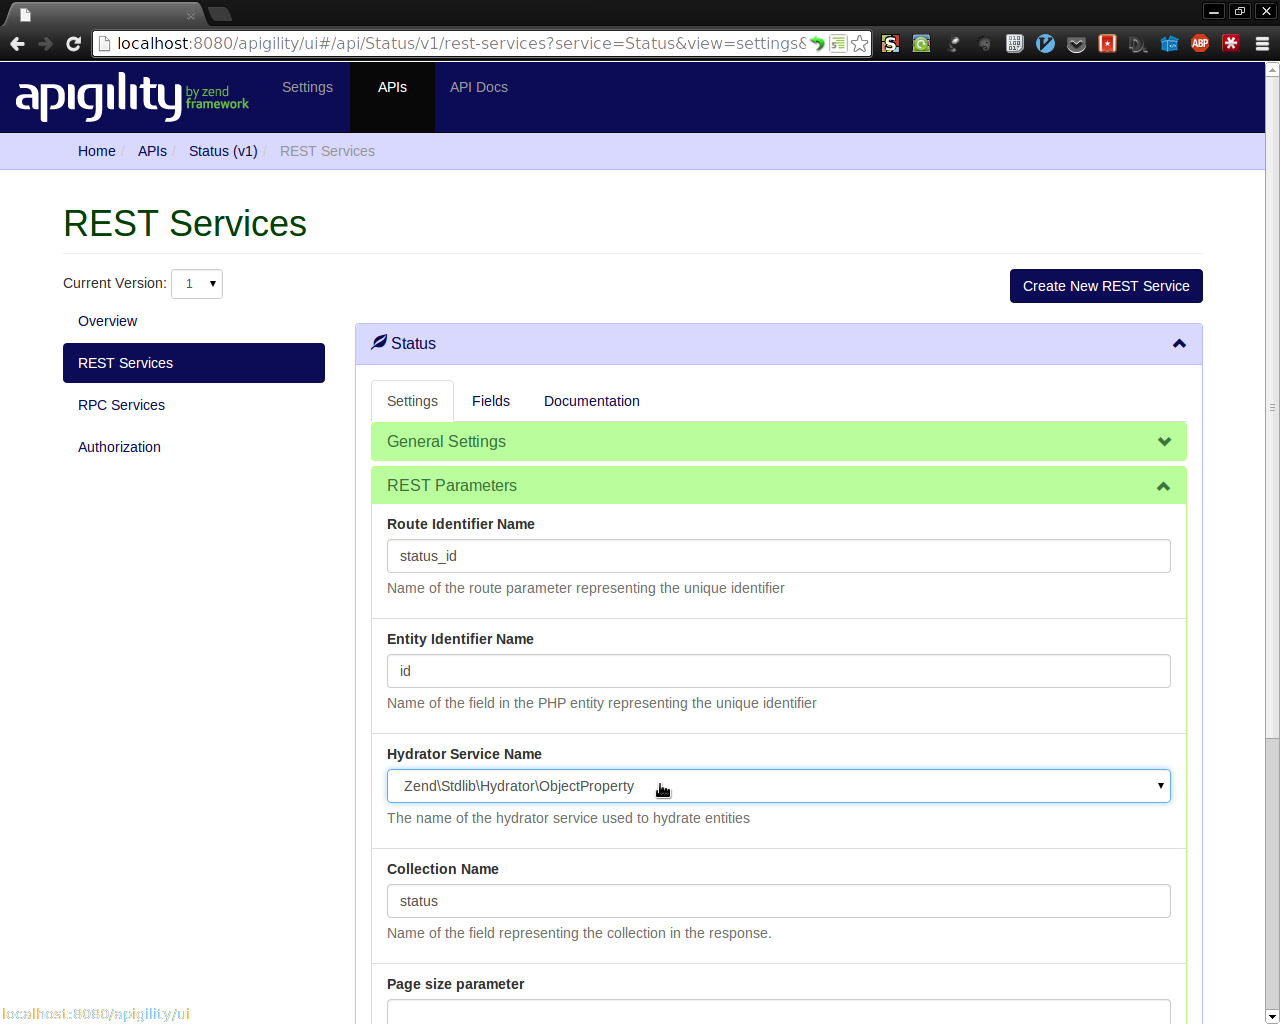 localhost:8080/apigility/ui#/api/Status/v1/rest-services?service=Status&view=settings&
ABP
apigility by zend framework
Settings
APIs
API Docs
Home / APIs / Status (v1) / REST Services
REST Services
Current Version: 1
Create New REST Service
Overview
REST Services
RPC Services
Authorization
Status
Settings
Fields
Documentation
General Settings
REST Parameters
Route Identifier Name
status_id
Name of the route parameter representing the unique identifier
Entity Identifier Name
id
Name of the field in the PHP entity representing the unique identifier
Hydrator Service Name
Zend\Stdlib\Hydrator\ObjectProperty
The name of the hydrator service used to hydrate entities
Collection Name
status
Name of the field representing the collection in the response.
Page size parameter
localhost:8080/apigility/ui